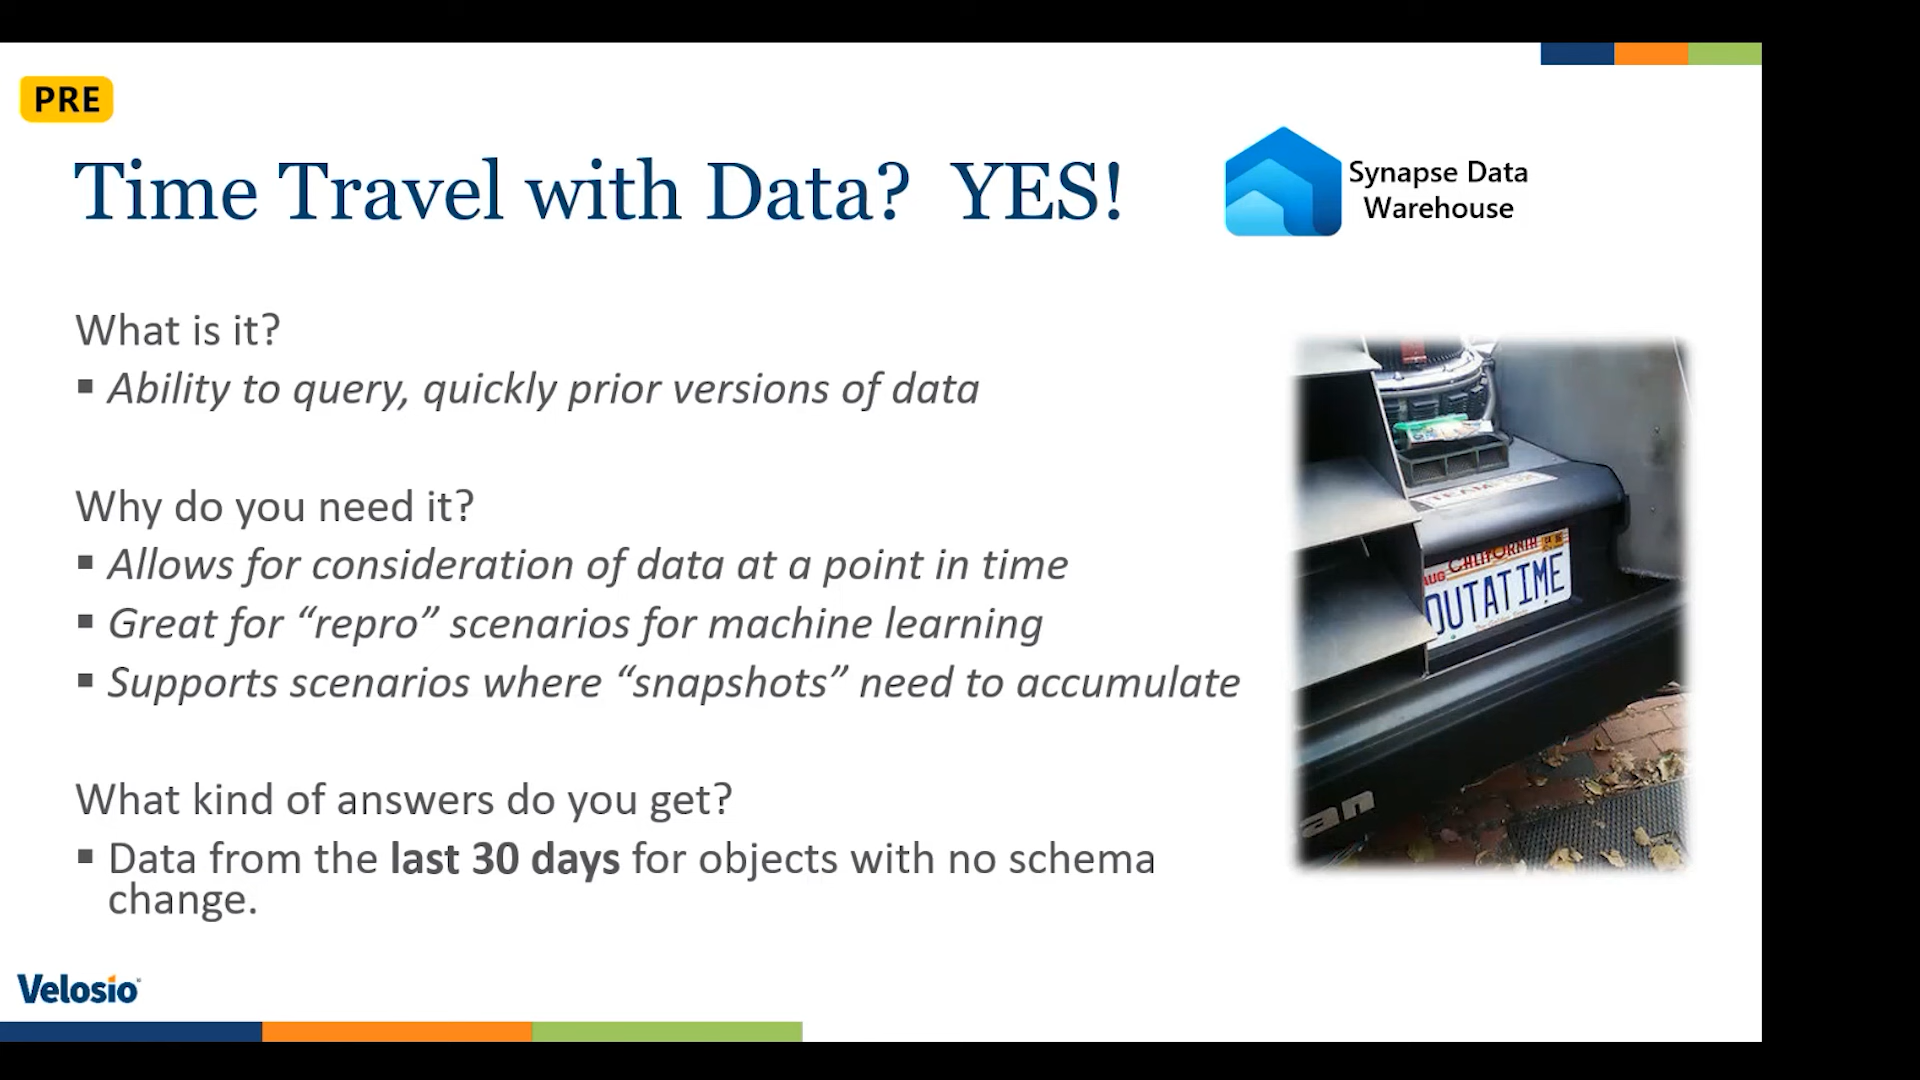 PRE
Time Travel with Data?  YES!
Synapse Data
Warehouse
What is it?
▪ Ability to query, quickly prior versions of data
Why do you need it?
▪ Allows for consideration of data at a point in time
▪ Great for “repro” scenarios for machine learning
▪ Supports scenarios where “snapshots” need to accumulate
What kind of answers do you get?
▪ Data from the last 30 days for objects with no schema
change.
AUG CALIFORNIA
OUTATIME
Velosio